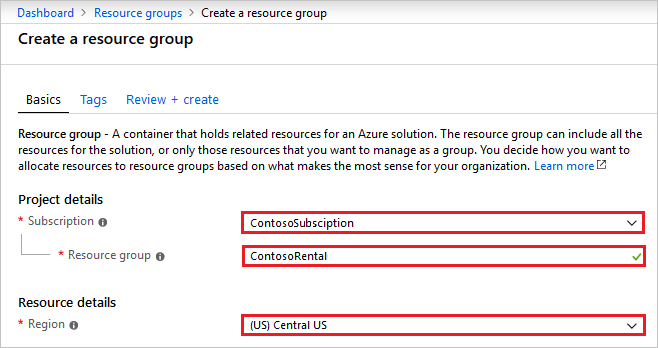 Dashboard > Resource groups > Create a resource group
Create a resource group
Basics Tags Review + create
Resource group - A container that holds related resources for an Azure solution. The resource group can include all the
resources for the solution, or only those resources that you want to manage as a group. You decide how you want to
allocate resources to resource groups based on what makes the most sense for your organization. Learn more
Project details
* Subscription ContosoSubsciption
* Resource group ContosoRental
Resource details
* Region (US) Central US